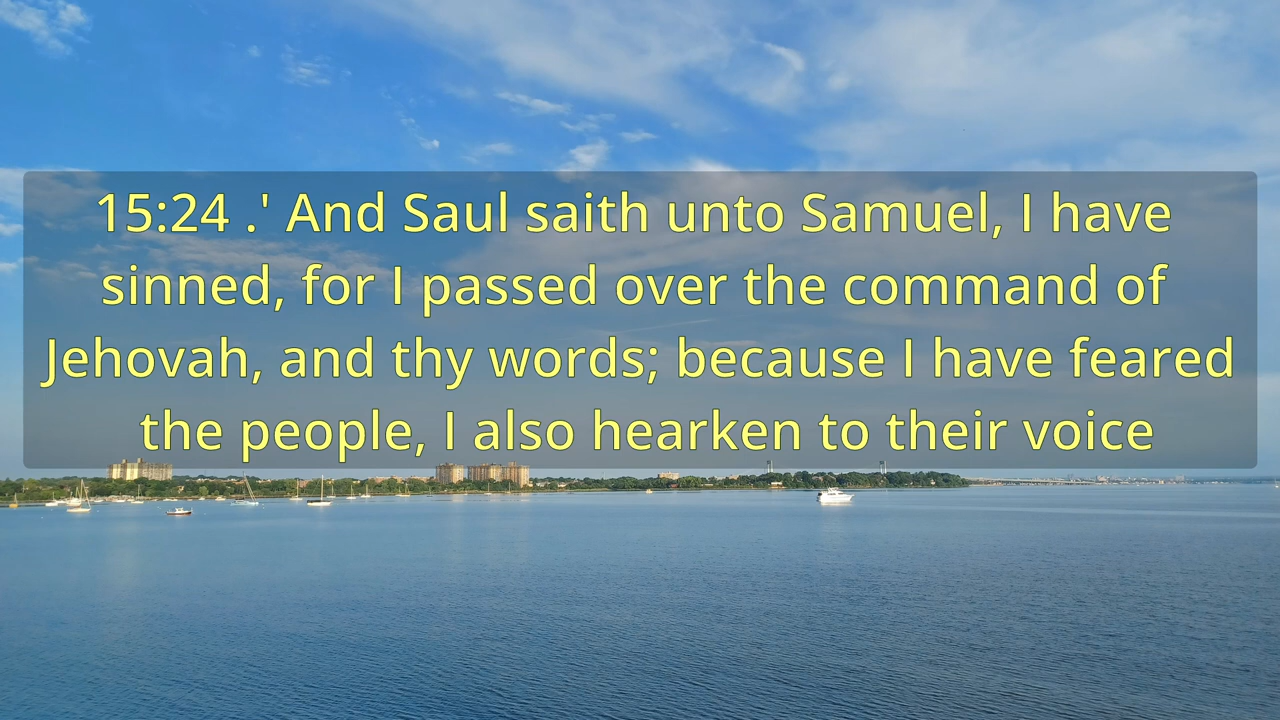 15:24 .' And Saul saith unto Samuel, I have
sinned, for I passed over the command of
Jehovah, and thy words; because I have feared
the people, I also hearken to their voice